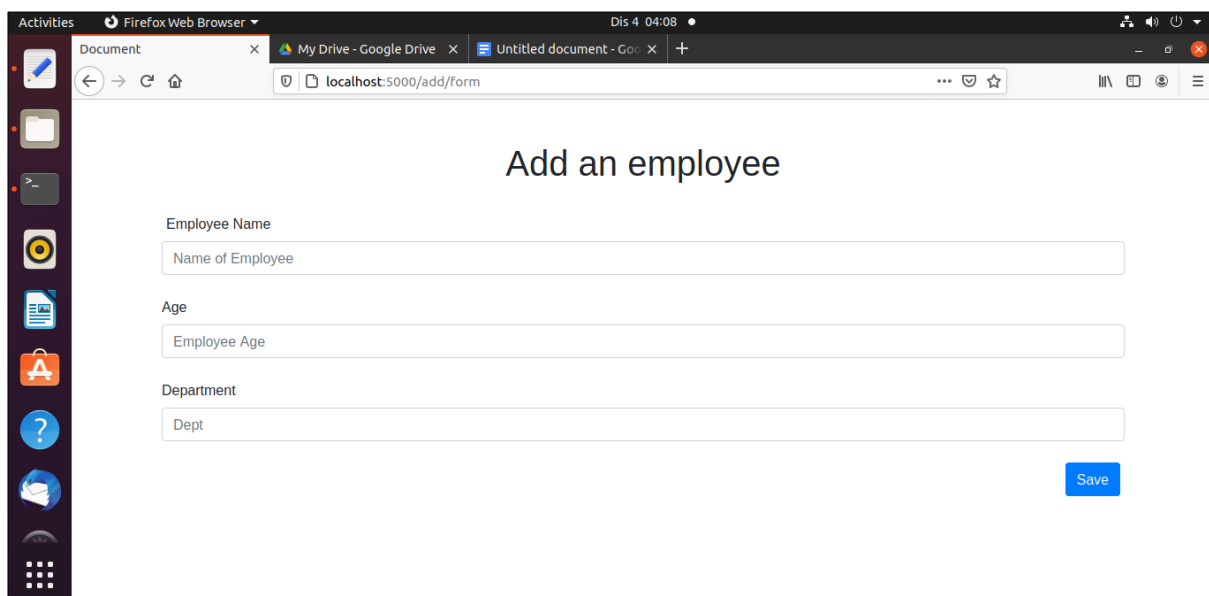 Activities Firefox Web Browser Dis 4 04:08
Document My Drive - Google Drive Untitled document - Goo
localhost:5000/add/form
Add an employee
Employee Name
Name of Employee
Age
Employee Age
Department
Dept
Save